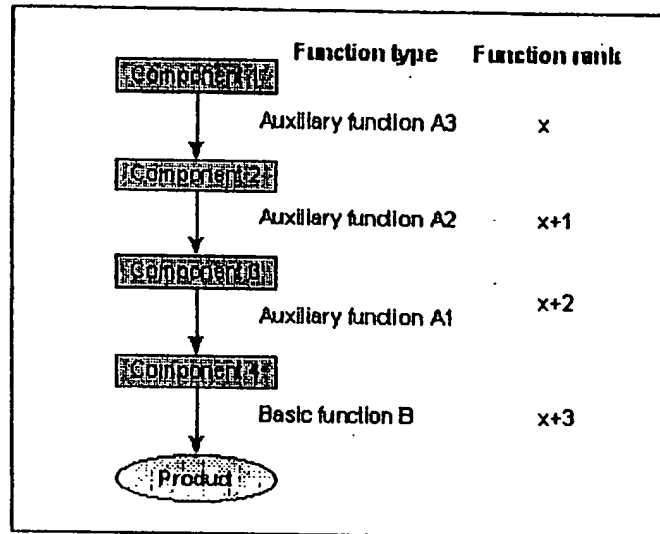 Function type Function rank
Component 1
Auxiliary function A3 x
Component 2
Auxiliary function A2 x+1
Component 3
Auxiliary function A1 x+2
Component 4
Basic function B x+3
Product